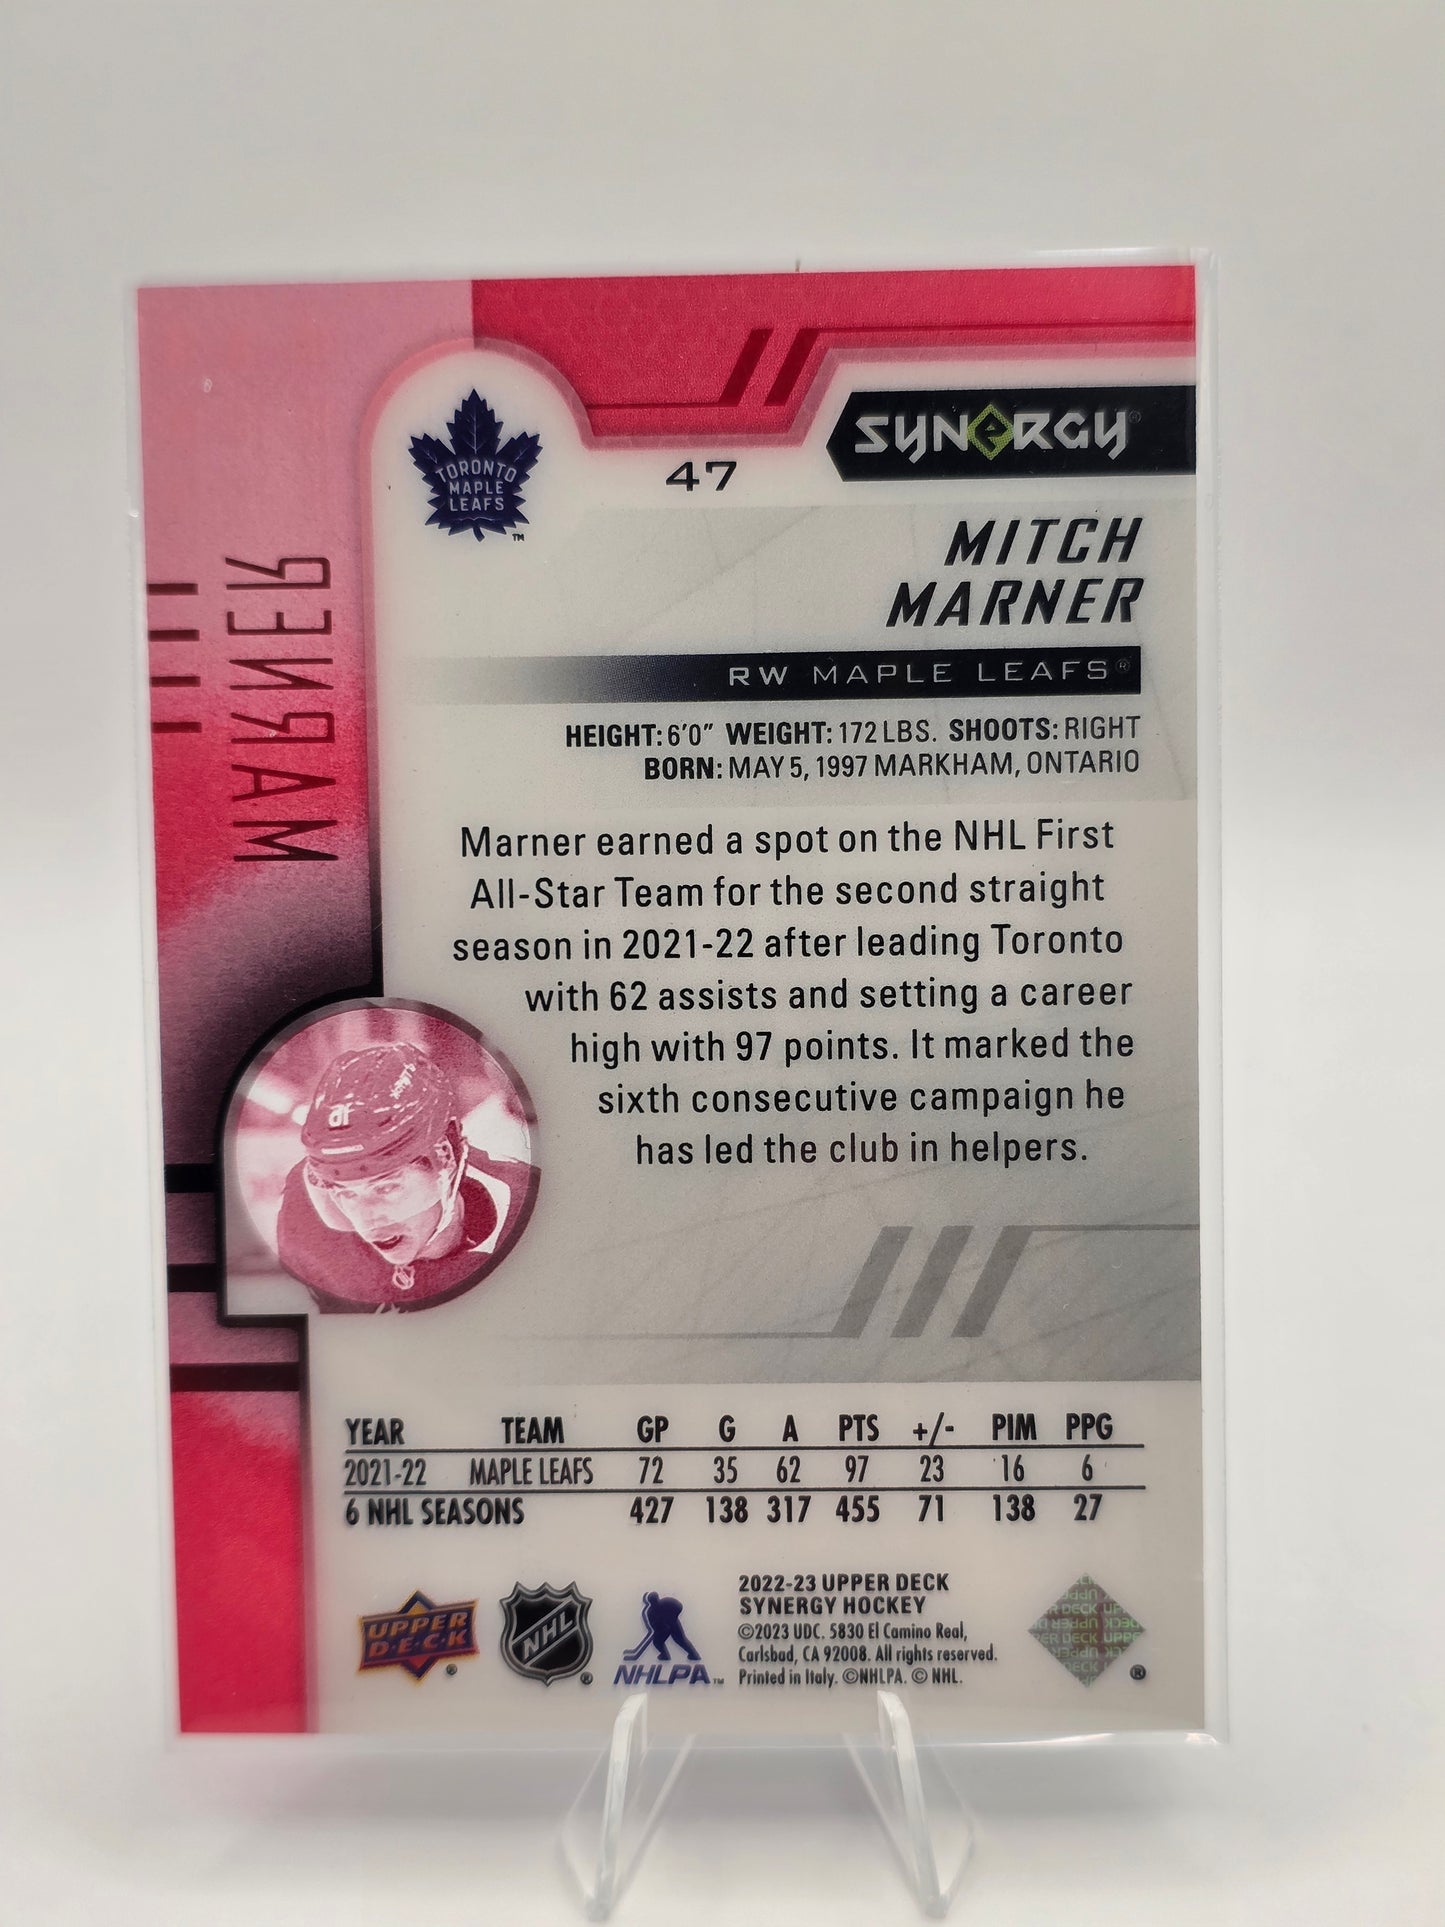 SYNERGY®
TORONTO
MAPLE
LEAFS
™
47
MITCH
MARNER
MARNER
RW MAPLE LEAFS®
HEIGHT: 6'0" WEIGHT: 172 LBS. SHOOTS: RIGHT
BORN: MAY 5, 1997 MARKHAM, ONTARIO
Marner earned a spot on the NHL First
All-Star Team for the second straight
season in 2021-22 after leading Toronto
with 62 assists and setting a career
high with 97 points. It marked the
sixth consecutive campaign he
has led the club in helpers.
YEAR TEAM GP G A PTS +/- PIM PPG
2021-22 MAPLE LEAFS 72 35 62 97 23 16 6
6 NHL SEASONS 427 138 317 455 71 138 27
UPPER
D·E·C·K
®
NHL
®
NHLPA™
2022-23 UPPER DECK
SYNERGY HOCKEY
©2023 UDC. 5830 El Camino Real,
Carlsbad, CA 92008. All rights reserved.
Printed in Italy. ©NHLPA. © NHL.
®